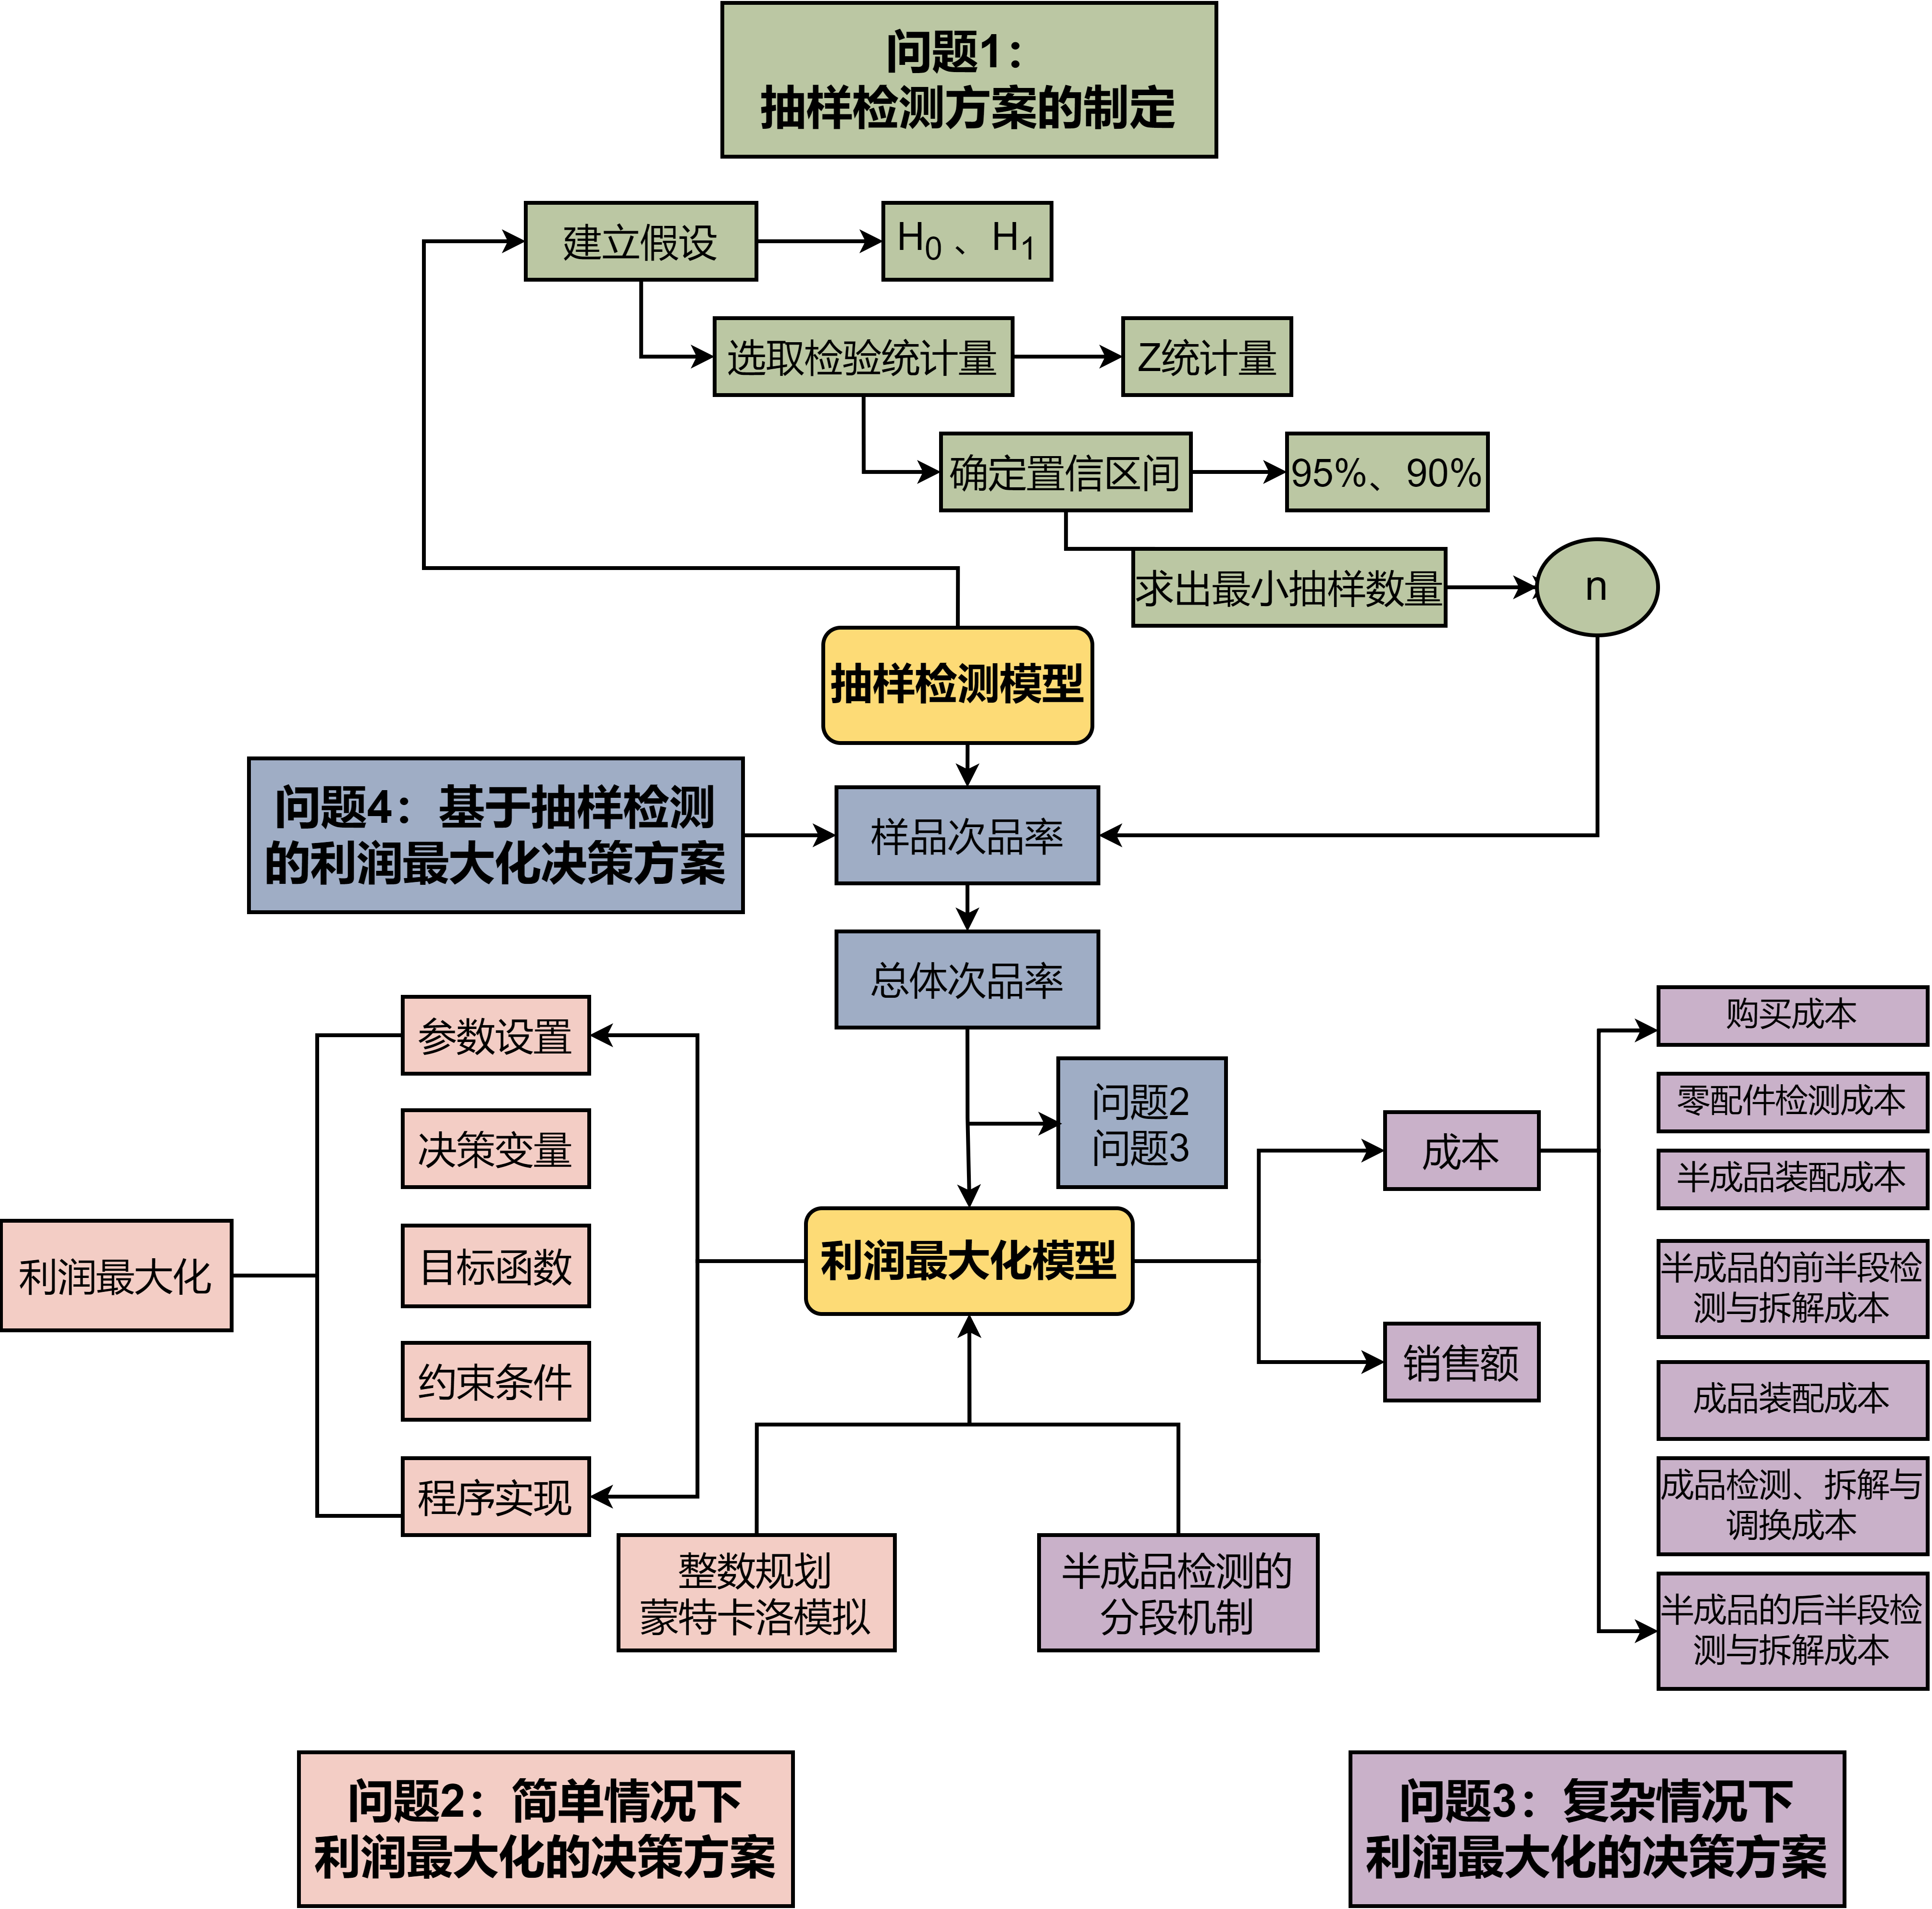 问题1：
抽样检测方案的制定
建立假设
H₀ 、H₁
选取检验统计量
Z统计量
确定置信区间
95%、90%
求出最小抽样数量
n
抽样检测模型
问题4：基于抽样检测
的利润最大化决策方案
样品次品率
总体次品率
问题2
问题3
利润最大化
参数设置
决策变量
目标函数
约束条件
程序实现
利润最大化模型
成本
销售额
购买成本
零配件检测成本
半成品装配成本
半成品的前半段检
测与拆解成本
成品装配成本
成品检测、拆解与
调换成本
半成品的后半段检
测与拆解成本
整数规划
蒙特卡洛模拟
半成品检测的
分段机制
问题2：简单情况下
利润最大化的决策方案
问题3：复杂情况下
利润最大化的决策方案